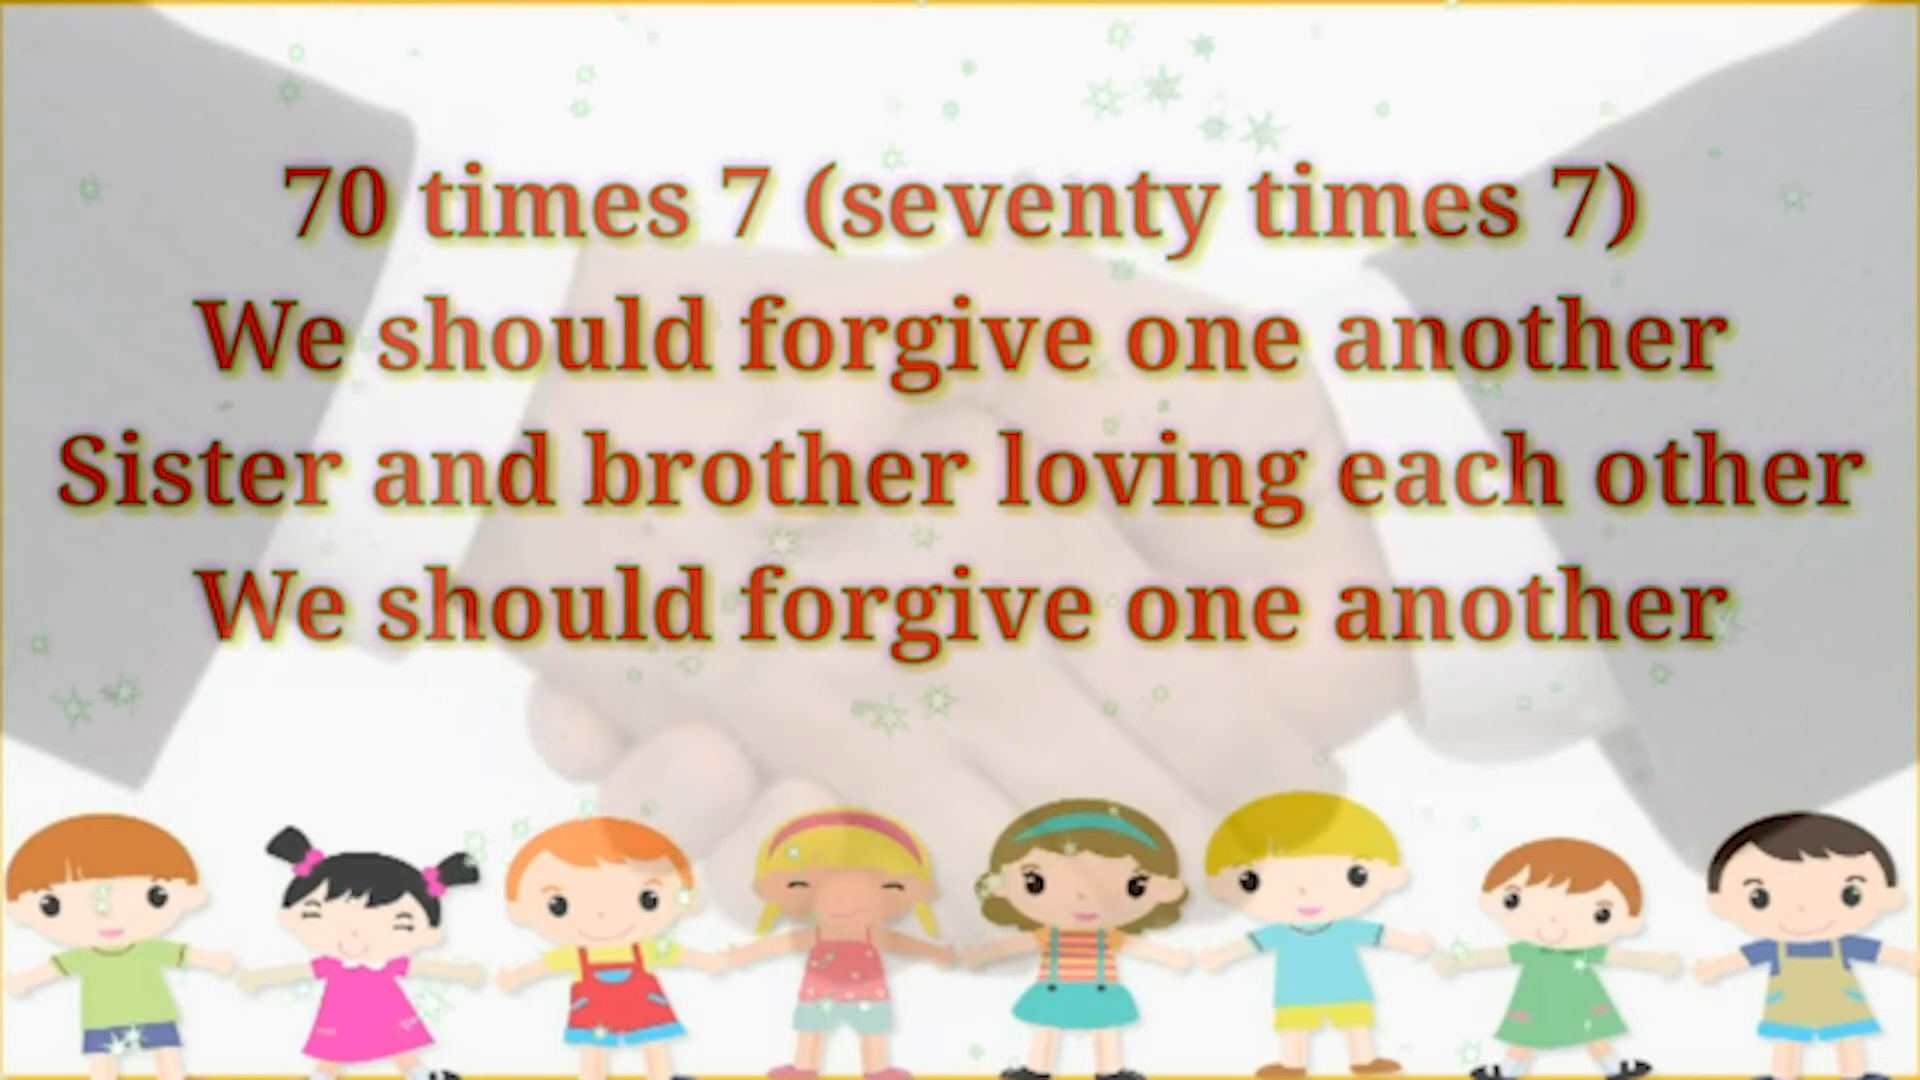 70 times 7 (seventy times 7)
We should forgive one another
Sister and brother loving each other
We should forgive one another